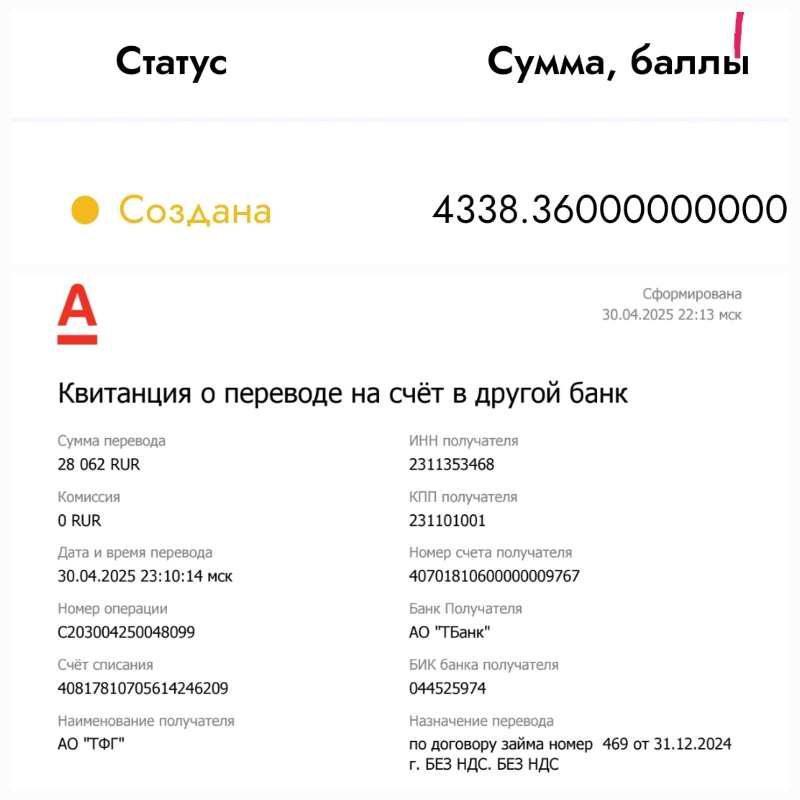 Статус Сумма, баллы
Создана 4338.36000000000
А
Сформирована
30.04.2025 22:13 мск
Квитанция о переводе на счёт в другой банк
Сумма перевода
28 062 RUR
Комиссия
0 RUR
Дата и время перевода
30.04.2025 23:10:14 мск
Номер операции
C203004250048099
Счёт списания
40817810705614246209
Наименование получателя
АО "ТФГ"
ИНН получателя
2311353468
КПП получателя
231101001
Номер счета получателя
40701810600000009767
Банк Получателя
АО "ТБанк"
БИК банка получателя
044525974
Назначение перевода
по договору займа номер 469 от 31.12.2024
г. БЕЗ НДС. БЕЗ НДС